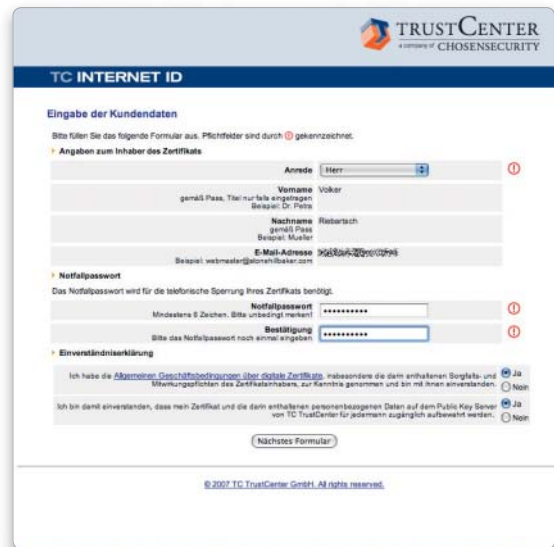 TRUSTCENTER
a company of CHOSENSECURITY
TC INTERNET ID
Eingabe der Kundendaten
Bitte füllen Sie das folgende Formular aus. Pflichtfelder sind durch gekennzeichnet.
Angaben zum Inhaber des Zertifikats
Anrede Herr
Vorname Volker
gemäß Pass, Titel nur falls eingetragen
Beispiel: Dr. Petra
Nachname Riebartsch
gemäß Pass
Beispiel: Mueller
E-Mail-Adresse
Beispiel: webmaster@stonehillbaker.com
Notfallpasswort
Das Notfallpasswort wird für die telefonische Sperrung Ihres Zertifikats benötigt.
Notfallpasswort ••••••••••
Mindestens 6 Zeichen. Bitte unbedingt merken!
Bestätigung ••••••••••
Bitte das Notfallpasswort noch einmal eingeben
Einverständniserklärung
Ich habe die Allgemeinen Geschäftsbedingungen über digitale Zertifikate, insbesondere die darin enthaltenen Sorgfalts- und Ja
Mitwirkungspflichten des Zertifikatsinhabers, zur Kenntnis genommen und bin mit ihnen einverstanden. Nein
Ich bin damit einverstanden, dass mein Zertifikat und die darin enthaltenen personenbezogenen Daten auf dem Public Key Server Ja
von TC TrustCenter für jedermann zugänglich aufbewahrt werden. Nein
Nächstes Formular
© 2007 TC TrustCenter GmbH. All rights reserved.